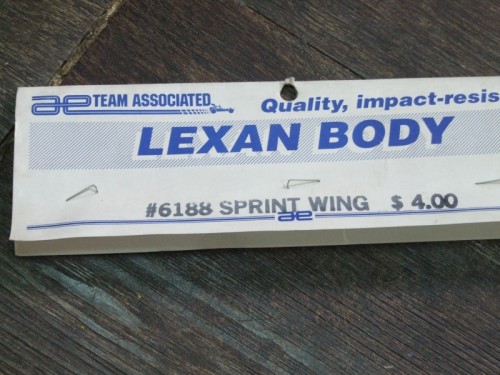 ae TEAM ASSOCIATED
Quality, impact-resis
LEXAN BODY
#6188 SPRINT WING $ 4.00
ae